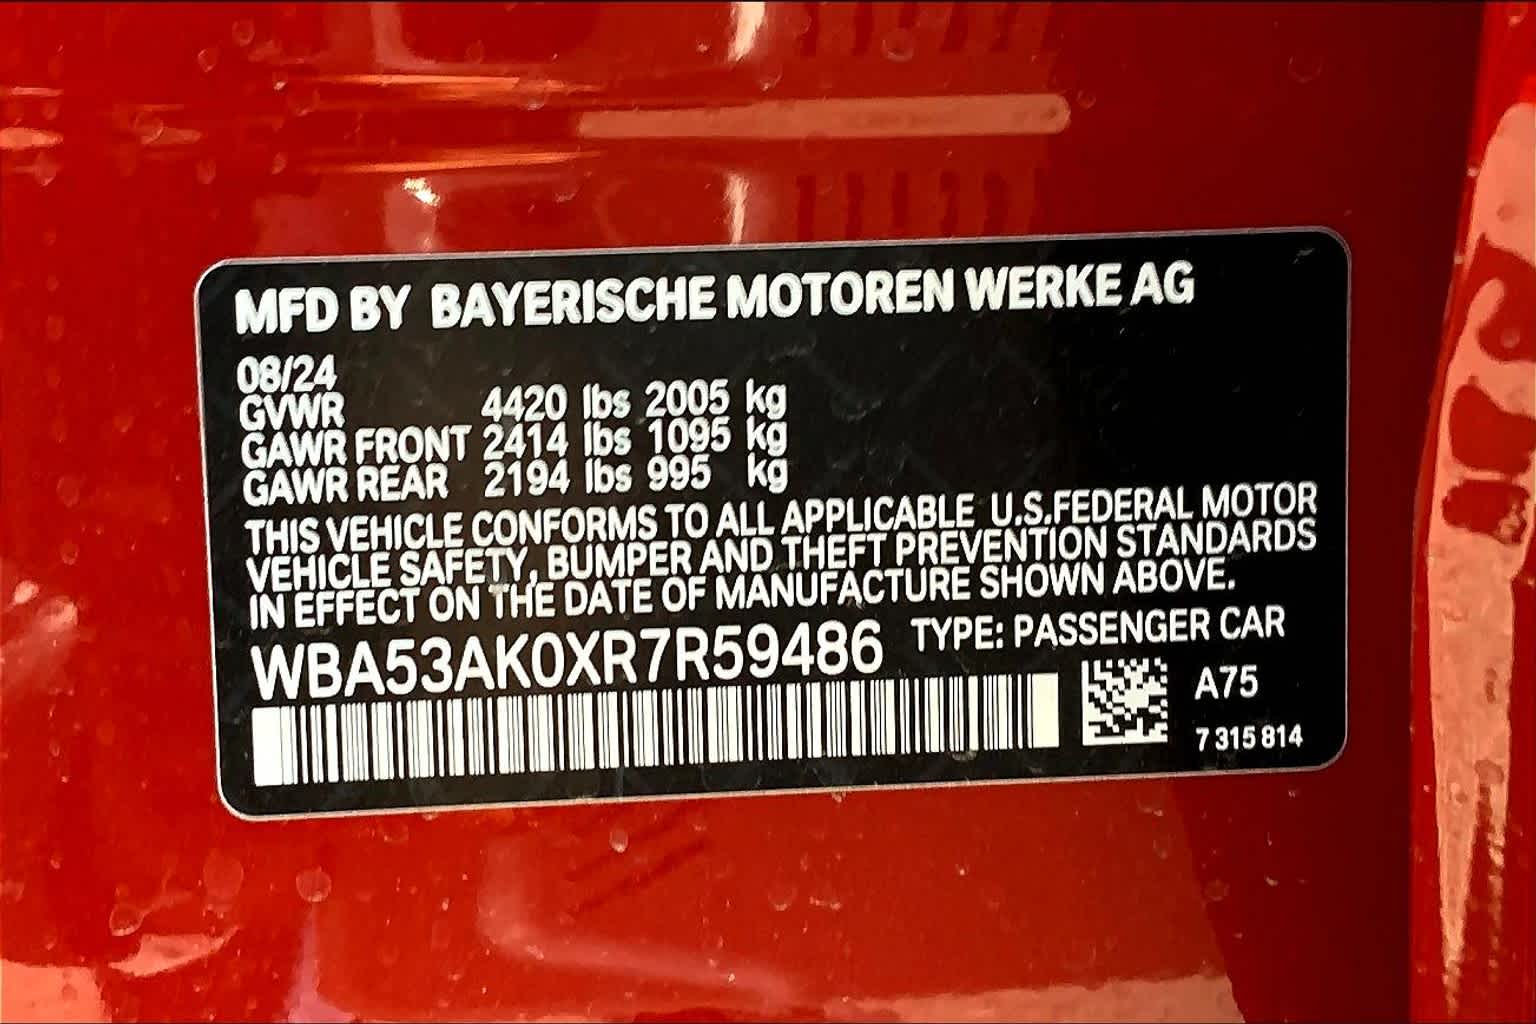 MFD BY BAYERISCHE MOTOREN WERKE AG
08/24
GVWR 4420 lbs 2005 kg
GAWR FRONT 2414 lbs 1095 kg
GAWR REAR 2194 lbs 995 kg
THIS VEHICLE CONFORMS TO ALL APPLICABLE U.S.FEDERAL MOTOR
VEHICLE SAFETY, BUMPER AND THEFT PREVENTION STANDARDS
IN EFFECT ON THE DATE OF MANUFACTURE SHOWN ABOVE.
WBA53AK0XR7R59486 TYPE: PASSENGER CAR
A75
7 315 814